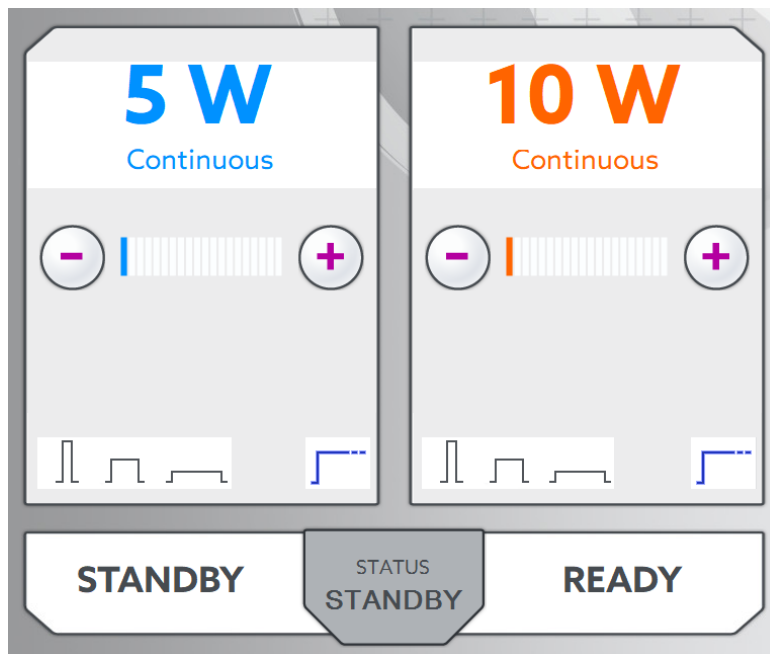 5 W
Continuous
10 W
Continuous
- +
- +
STANDBY
STATUS
STANDBY
READY